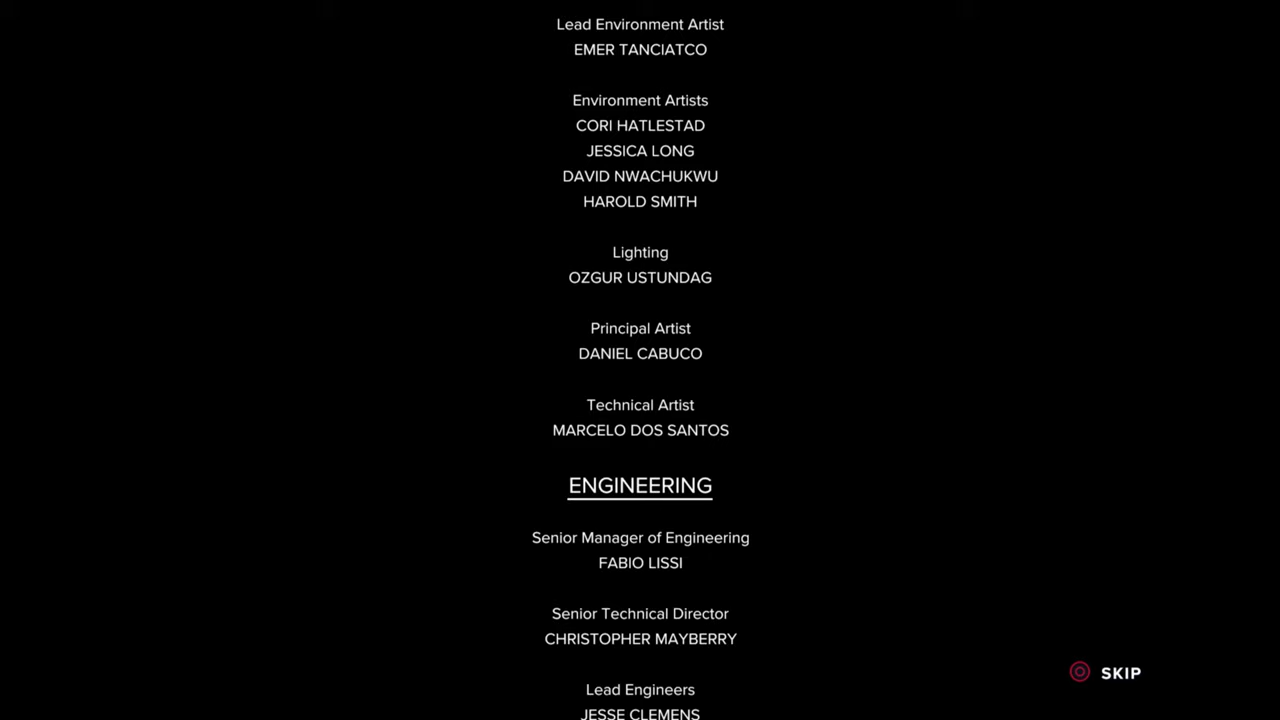 Lead Environment Artist
EMER TANCIATCO
Environment Artists
CORI HATLESTAD
JESSICA LONG
DAVID NWACHUKWU
HAROLD SMITH
Lighting
OZGUR USTUNDAG
Principal Artist
DANIEL CABUCO
Technical Artist
MARCELO DOS SANTOS
ENGINEERING
Senior Manager of Engineering
FABIO LISSI
Senior Technical Director
CHRISTOPHER MAYBERRY
Lead Engineers
JESSE CLEMENS
SKIP